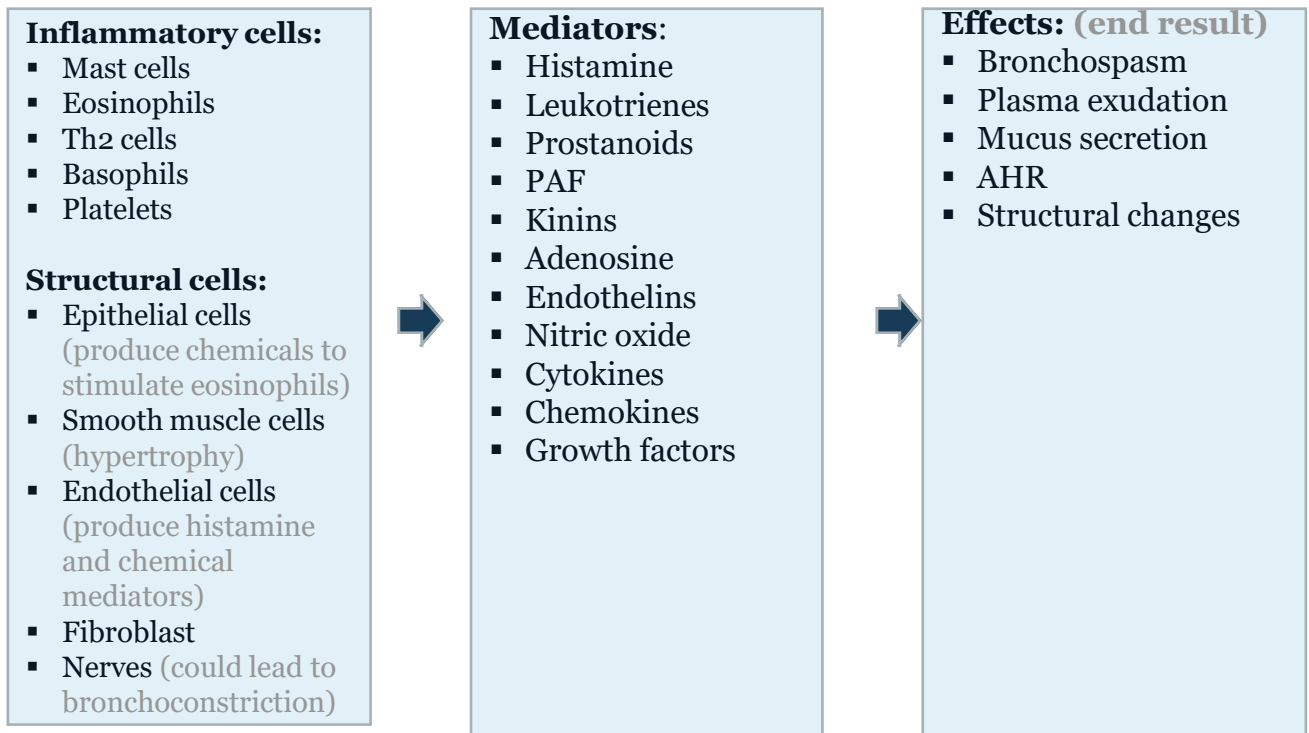 Inflammatory cells:
▪ Mast cells
▪ Eosinophils
▪ Th2 cells
▪ Basophils
▪ Platelets
Structural cells:
▪ Epithelial cells
(produce chemicals to
stimulate eosinophils)
▪ Smooth muscle cells
(hypertrophy)
▪ Endothelial cells
(produce histamine
and chemical
mediators)
▪ Fibroblast
▪ Nerves (could lead to
bronchoconstriction)
Mediators:
▪ Histamine
▪ Leukotrienes
▪ Prostanoids
▪ PAF
▪ Kinins
▪ Adenosine
▪ Endothelins
▪ Nitric oxide
▪ Cytokines
▪ Chemokines
▪ Growth factors
Effects: (end result)
▪ Bronchospasm
▪ Plasma exudation
▪ Mucus secretion
▪ AHR
▪ Structural changes